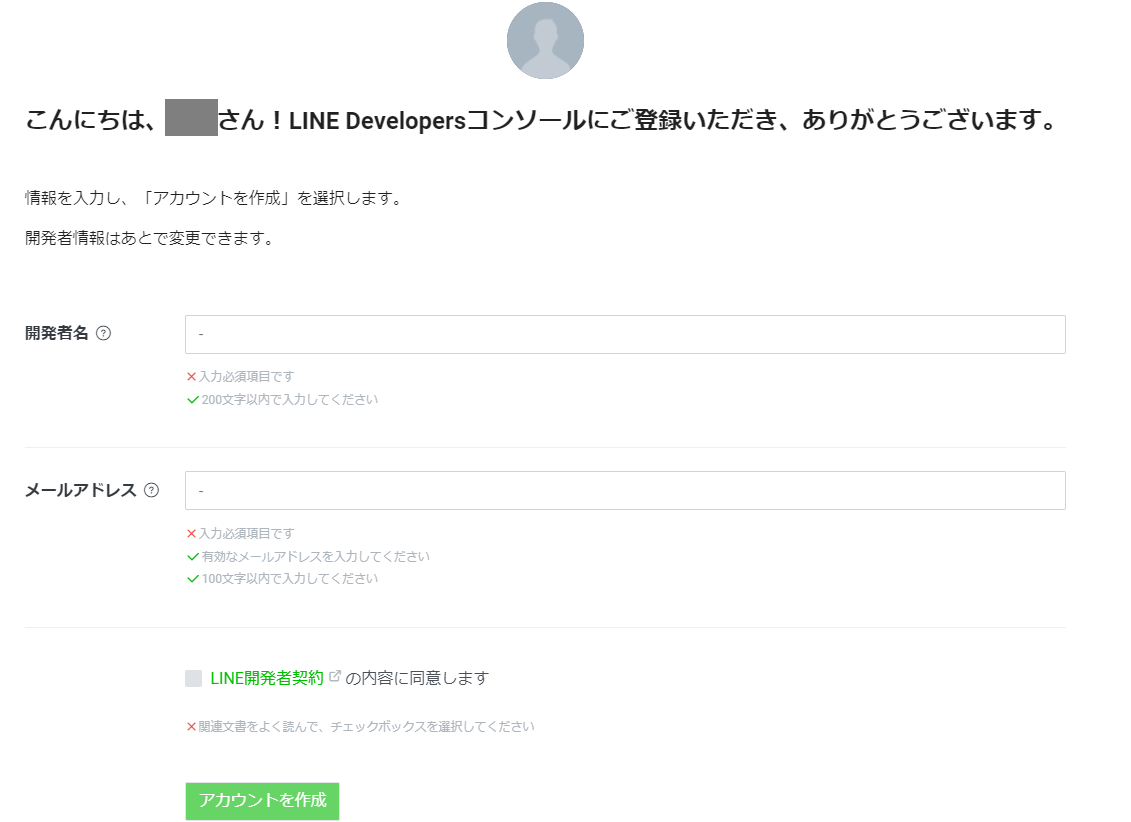 こんにちは、さん！LINE Developersコンソールにご登録いただき、ありがとうございます。
情報を入力し、「アカウントを作成」を選択します。
開発者情報はあとで変更できます。
開発者名 ?
-
×入力必須項目です
✓200文字以内で入力してください
メールアドレス ?
-
×入力必須項目です
✓有効なメールアドレスを入力してください
✓100文字以内で入力してください
LINE開発者契約 の内容に同意します
×関連文書をよく読んで、チェックボックスを選択してください
アカウントを作成